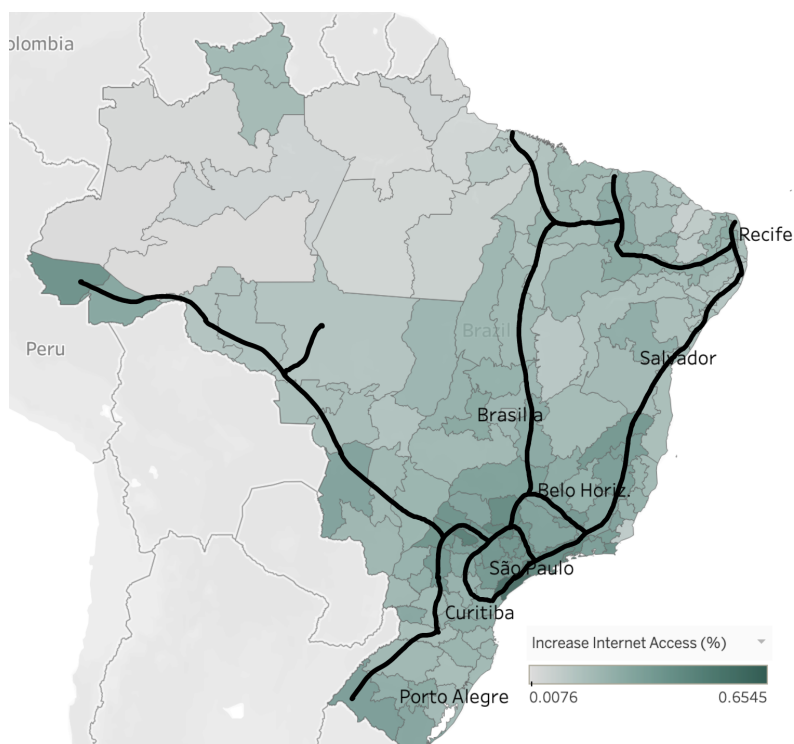 olombia
Recife
Brazil
Peru
Salvador
Brasilia
Belo Horiz.
São Paulo
Curitiba
Increase Internet Access (%)
Porto Alegre
0.0076 0.6545